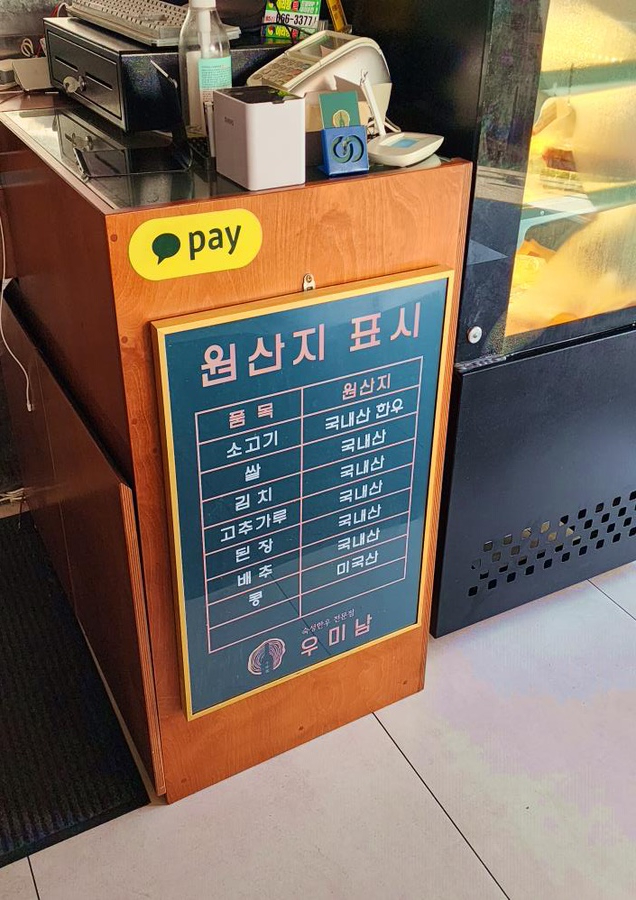 666-3377
pay
원산지 표시
품목 원산지
소고기 국내산 한우
쌀 국내산
김치 국내산
고추가루 국내산
된장 국내산
배추 국내산
콩 미국산
숙성한우 전문점
우미남